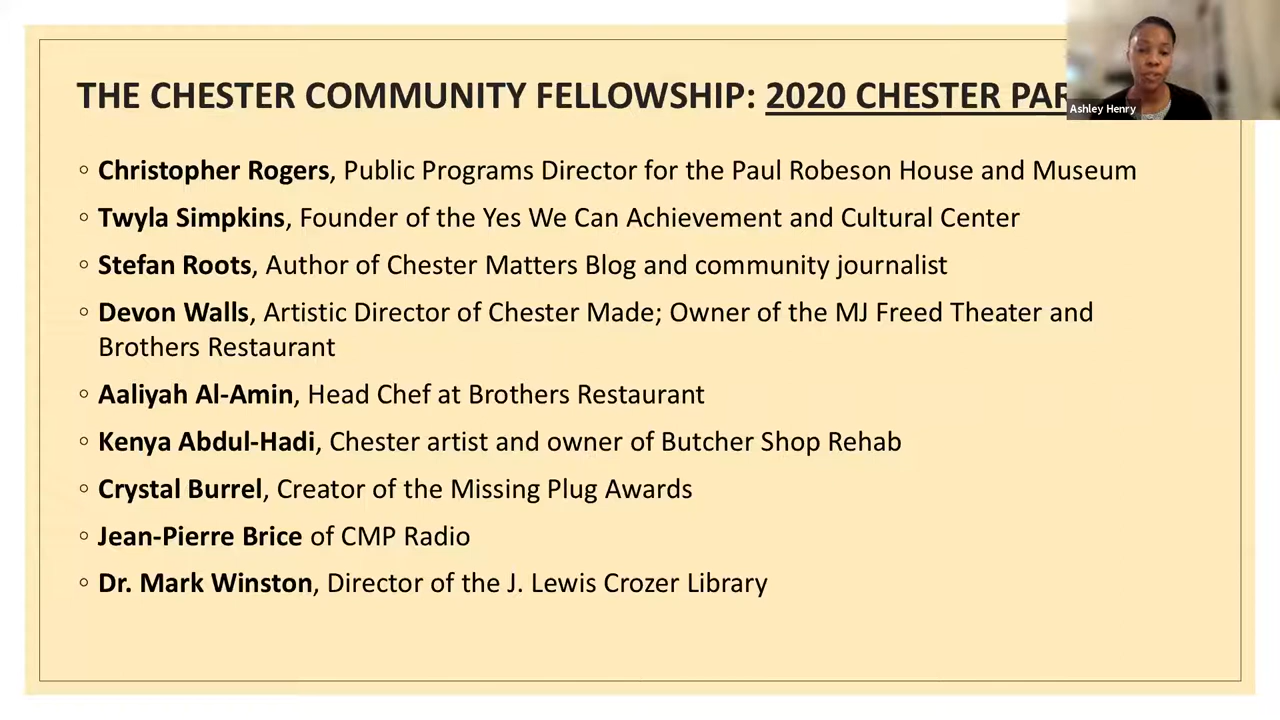 THE CHESTER COMMUNITY FELLOWSHIP: 2020 CHESTER
Ashley Henry
◦ Christopher Rogers, Public Programs Director for the Paul Robeson House and Museum
◦ Twyla Simpkins, Founder of the Yes We Can Achievement and Cultural Center
◦ Stefan Roots, Author of Chester Matters Blog and community journalist
◦ Devon Walls, Artistic Director of Chester Made; Owner of the MJ Freed Theater and
Brothers Restaurant
◦ Aaliyah Al-Amin, Head Chef at Brothers Restaurant
◦ Kenya Abdul-Hadi, Chester artist and owner of Butcher Shop Rehab
◦ Crystal Burrel, Creator of the Missing Plug Awards
◦ Jean-Pierre Brice of CMP Radio
◦ Dr. Mark Winston, Director of the J. Lewis Crozer Library